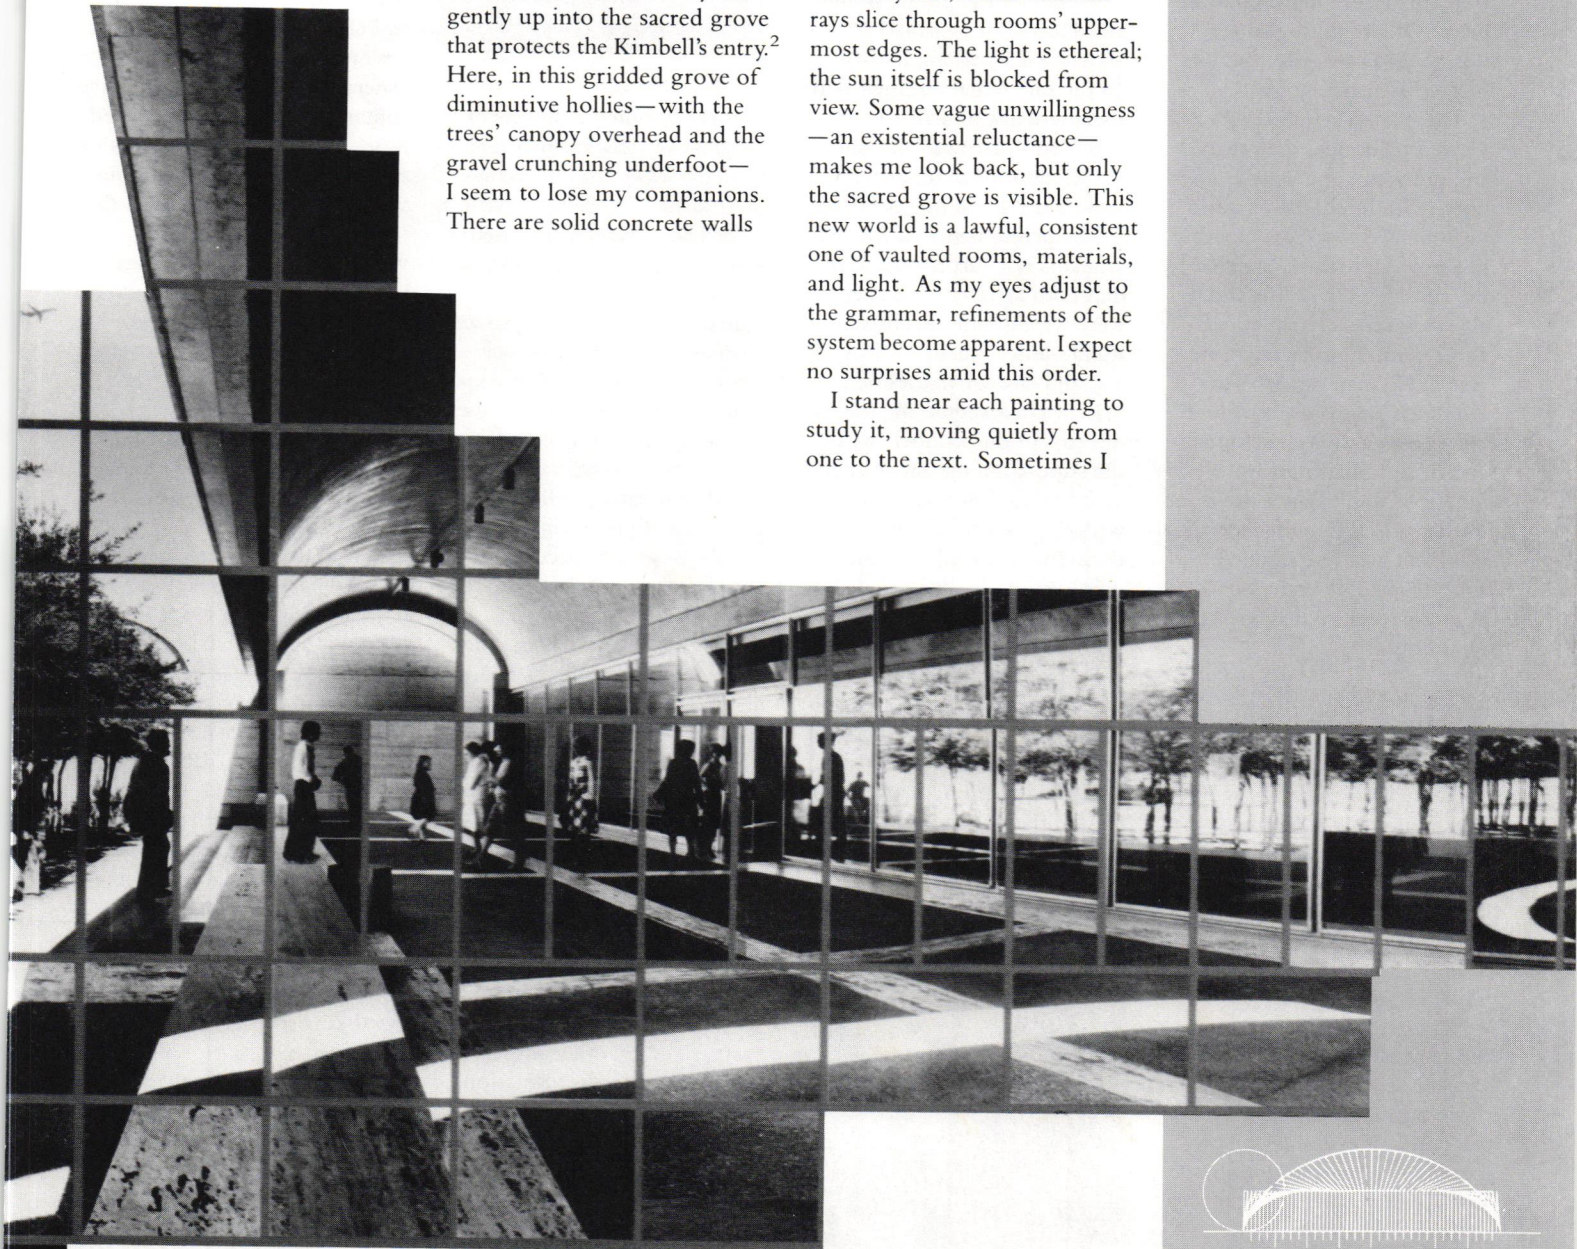 gently up into the sacred grove
that protects the Kimbell's entry.²
Here, in this gridded grove of
diminutive hollies—with the
trees' canopy overhead and the
gravel crunching underfoot—
I seem to lose my companions.
There are solid concrete walls
rays slice through rooms' upper-
most edges. The light is ethereal;
the sun itself is blocked from
view. Some vague unwillingness
—an existential reluctance—
makes me look back, but only
the sacred grove is visible. This
new world is a lawful, consistent
one of vaulted rooms, materials,
and light. As my eyes adjust to
the grammar, refinements of the
system become apparent. I expect
no surprises amid this order.
I stand near each painting to
study it, moving quietly from
one to the next. Sometimes I